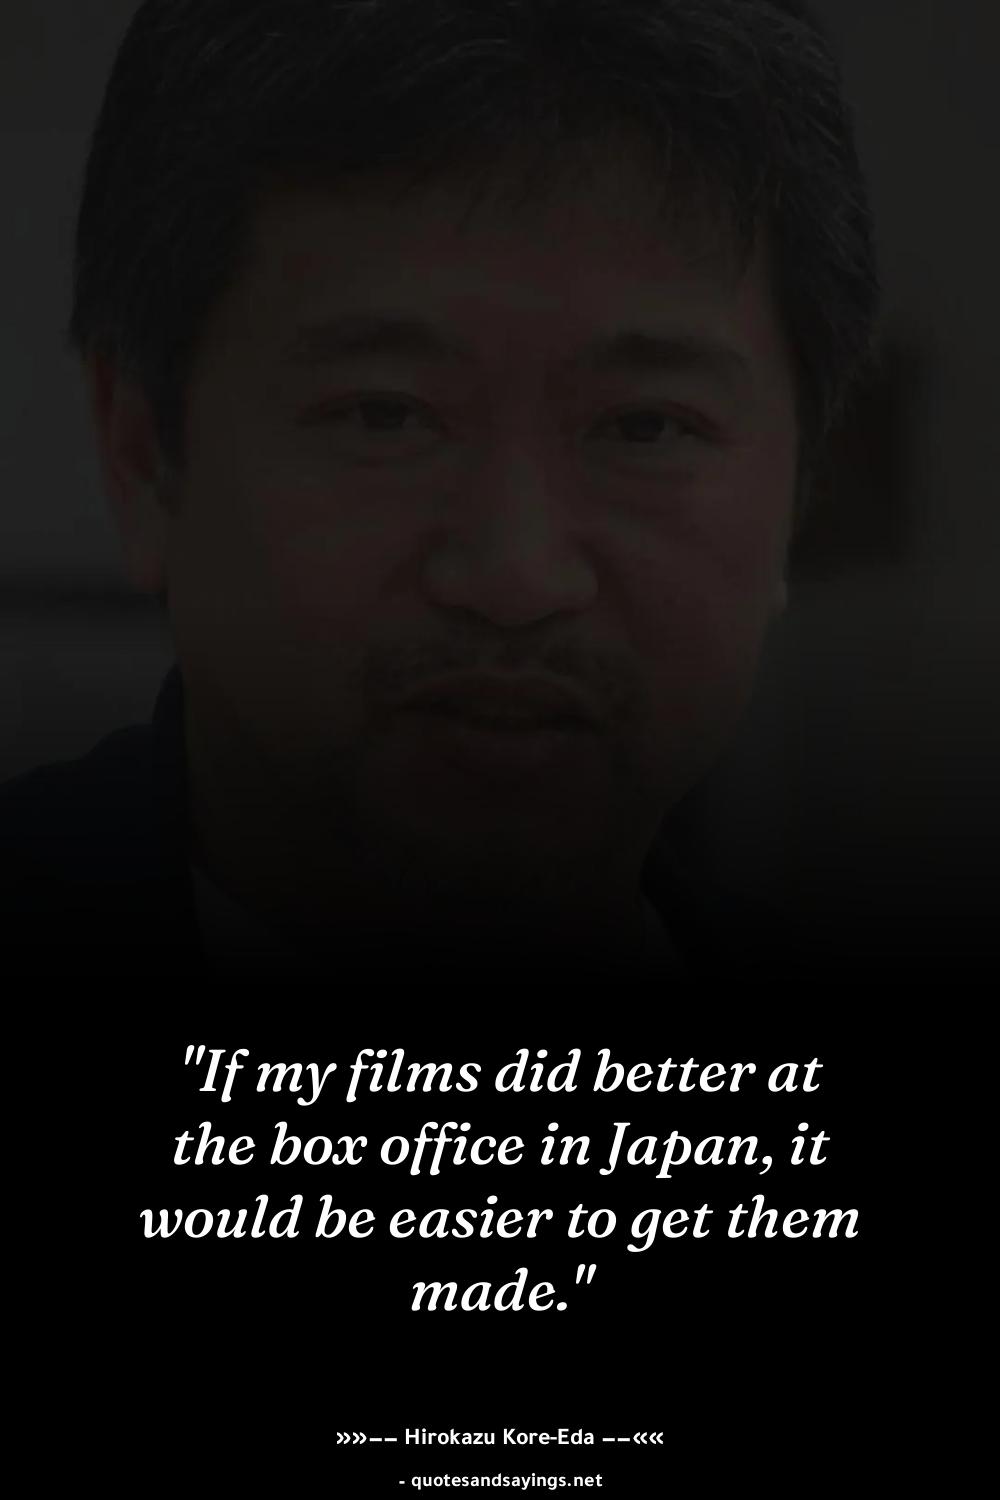 "If my films did better at
the box office in Japan, it
would be easier to get them
made."
»»−− Hirokazu Kore-Eda −−««
- quotesandsayings.net